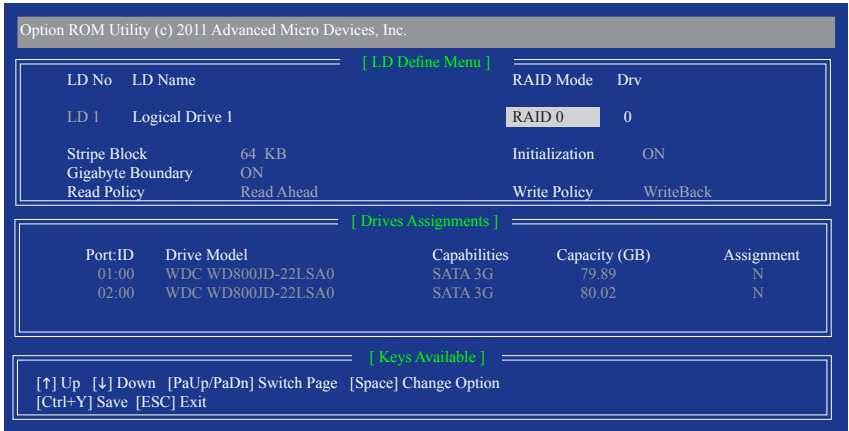 Option ROM Utility (c) 2011 Advanced Micro Devices, Inc.
[ LD Define Menu ]
LD No LD Name RAID Mode Drv
LD 1 Logical Drive 1 RAID 0 0
Stripe Block 64 KB Initialization ON
Gigabyte Boundary ON
Read Policy Read Ahead Write Policy WriteBack
[ Drives Assignments ]
Port:ID Drive Model Capabilities Capacity (GB) Assignment
01:00 WDC WD800JD-22LSA0 SATA 3G 79.89 N
02:00 WDC WD800JD-22LSA0 SATA 3G 80.02 N
[ Keys Available ]
[↑] Up [↓] Down [PaUp/PaDn] Switch Page [Space] Change Option
[Ctrl+Y] Save [ESC] Exit